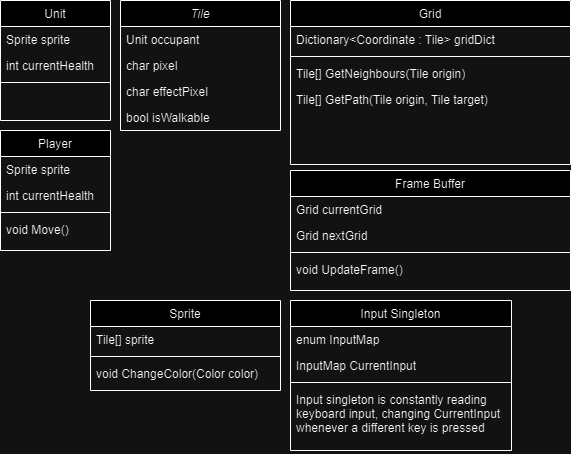 Unit
Sprite sprite
int currentHealth
Tile
Unit occupant
char pixel
char effectPixel
bool isWalkable
Grid
Dictionary<Coordinate : Tile> gridDict
Tile[] GetNeighbours(Tile origin)
Tile[] GetPath(Tile origin, Tile target)
Player
Sprite sprite
int currentHealth
void Move()
Frame Buffer
Grid currentGrid
Grid nextGrid
void UpdateFrame()
Sprite
Tile[] sprite
void ChangeColor(Color color)
Input Singleton
enum InputMap
InputMap CurrentInput
Input singleton is constantly reading
keyboard input, changing CurrentInput
whenever a different key is pressed